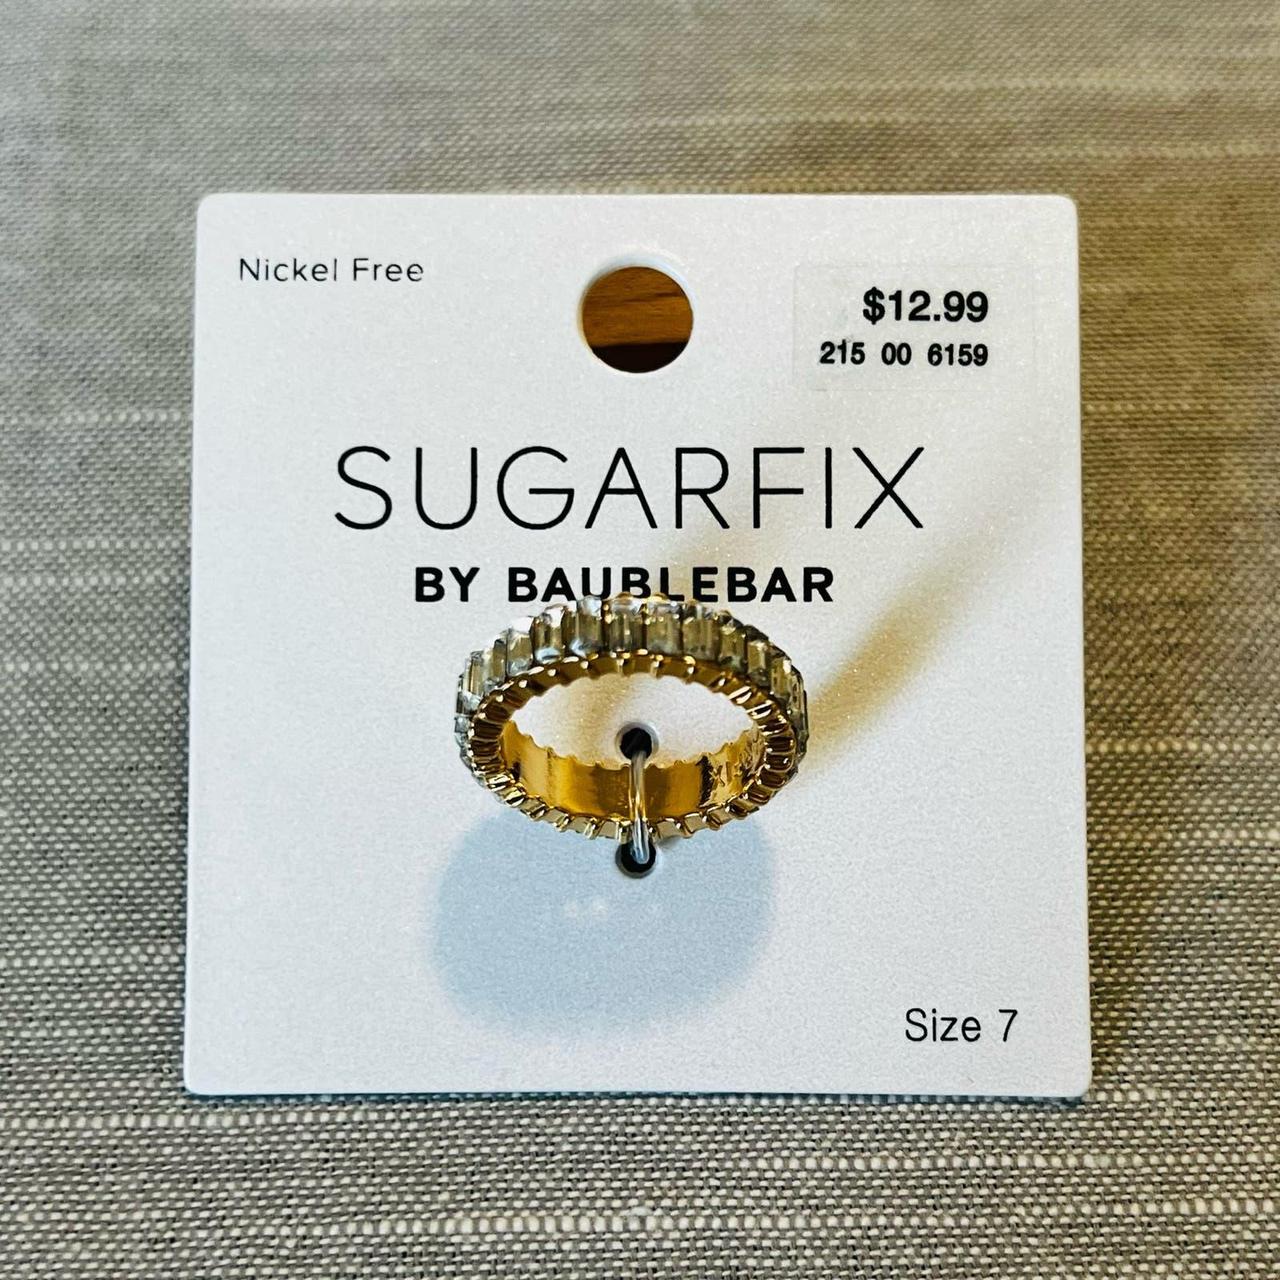 Nickel Free
$12.99
215 00 6159
SUGARFIX
BY BAUBLEBAR
Size 7